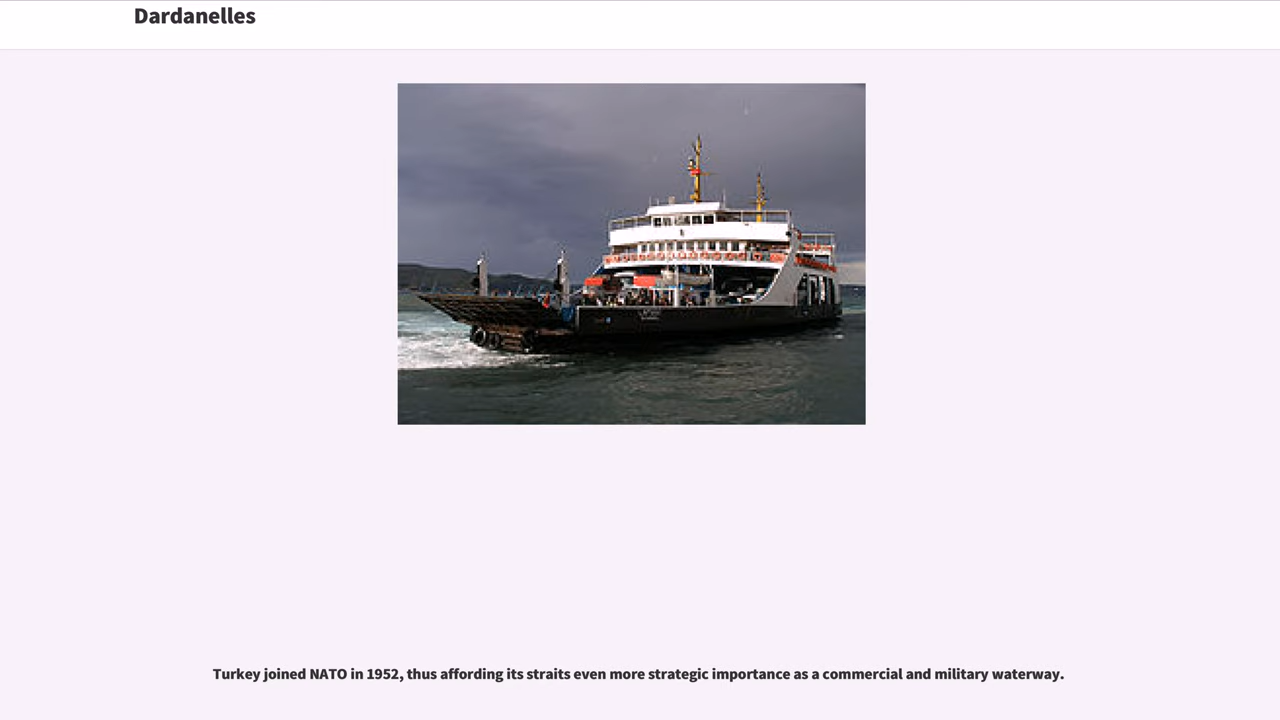 Dardanelles
Turkey joined NATO in 1952, thus affording its straits even more strategic importance as a commercial and military waterway.